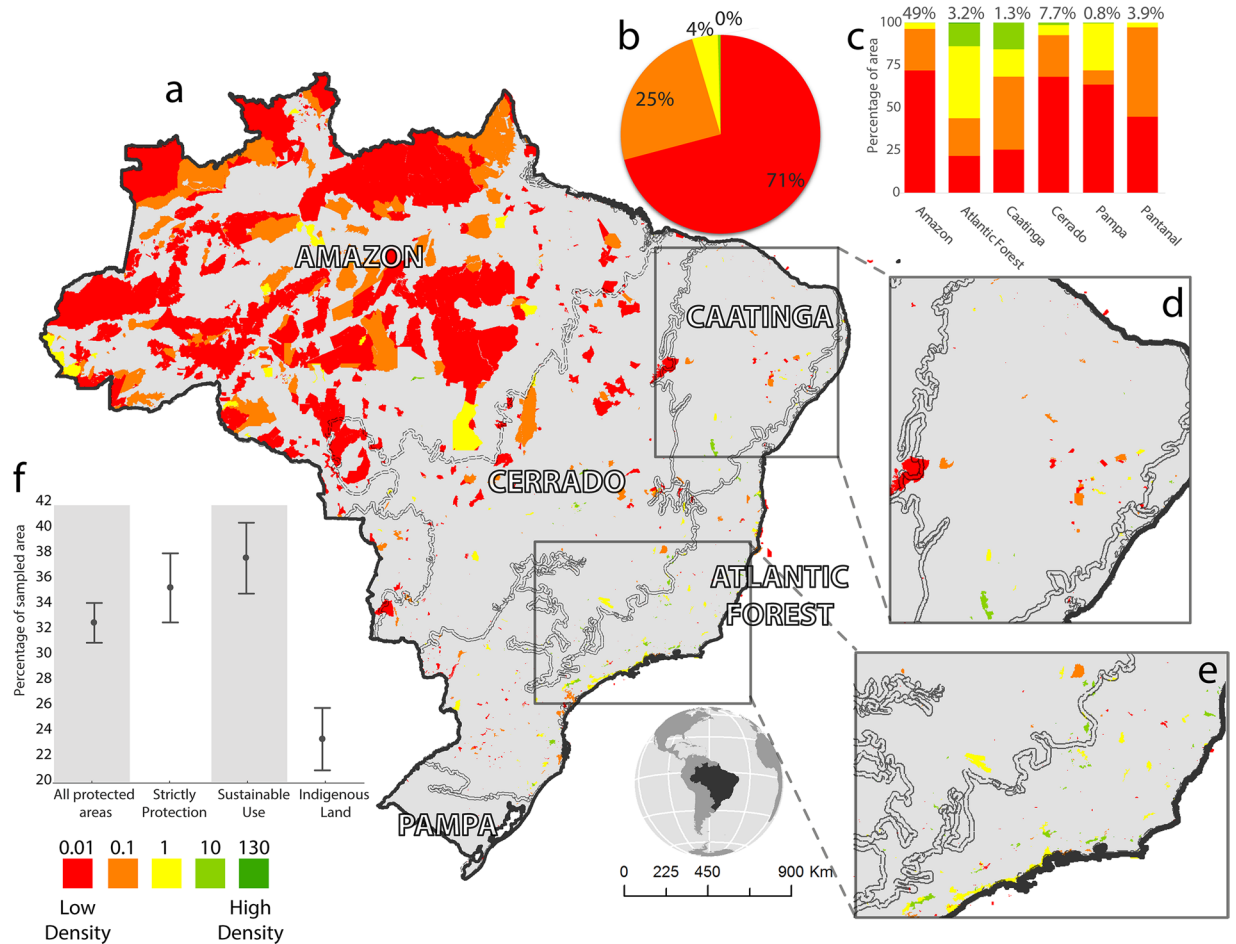 a
b
0%
4%
25%
71%
c
49%
3.2%
1.3%
7.7%
0.8%
3.9%
Percentage of area
100
75
50
25
0
Amazon
Atlantic Forest
Caatinga
Cerrado
Pampa
Pantanal
AMAZON
CAATINGA
CERRADO
ATLANTIC
FOREST
PAMPA
d
e
f
Percentage of sampled area
42
40
38
36
34
32
30
28
26
24
22
20
All protected
areas
Strictly
Protection
Sustainable
Use
Indigenous
Land
0.01
0.1
1
10
130
Low
Density
High
Density
0
225
450
900 Km